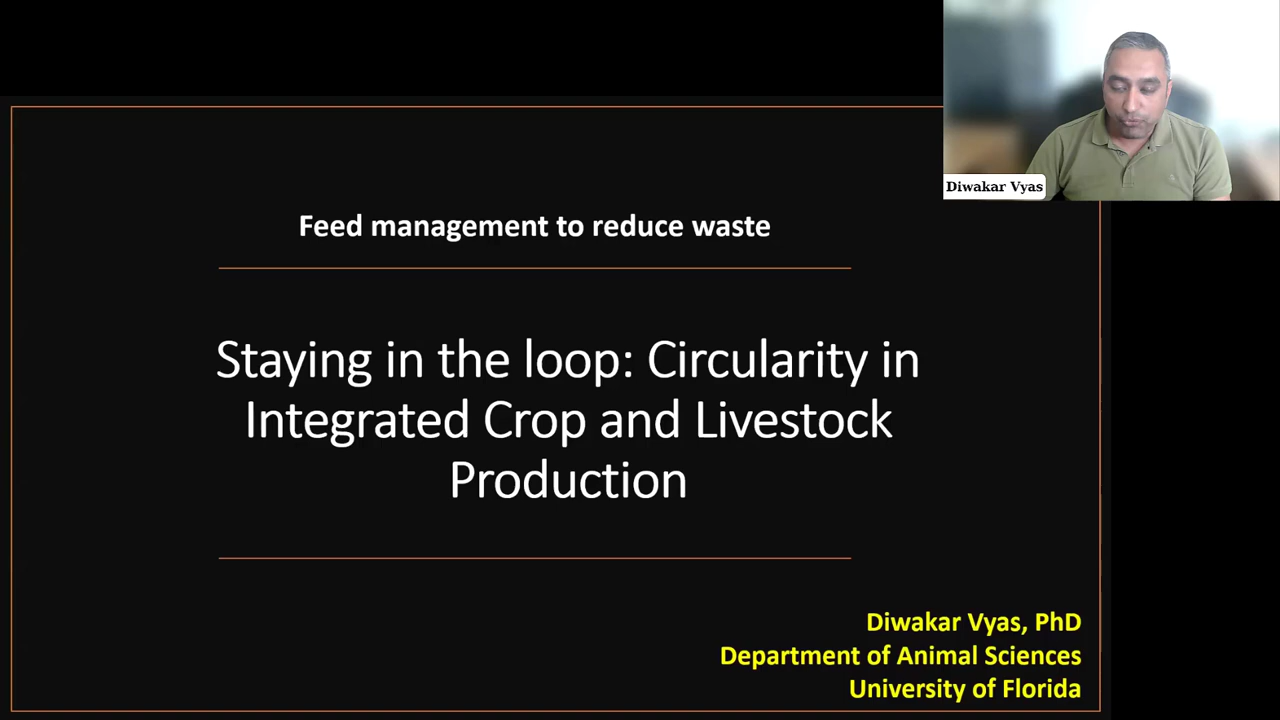 Diwakar Vyas
Feed management to reduce waste
Staying in the loop: Circularity in
Integrated Crop and Livestock
Production
Diwakar Vyas, PhD
Department of Animal Sciences
University of Florida